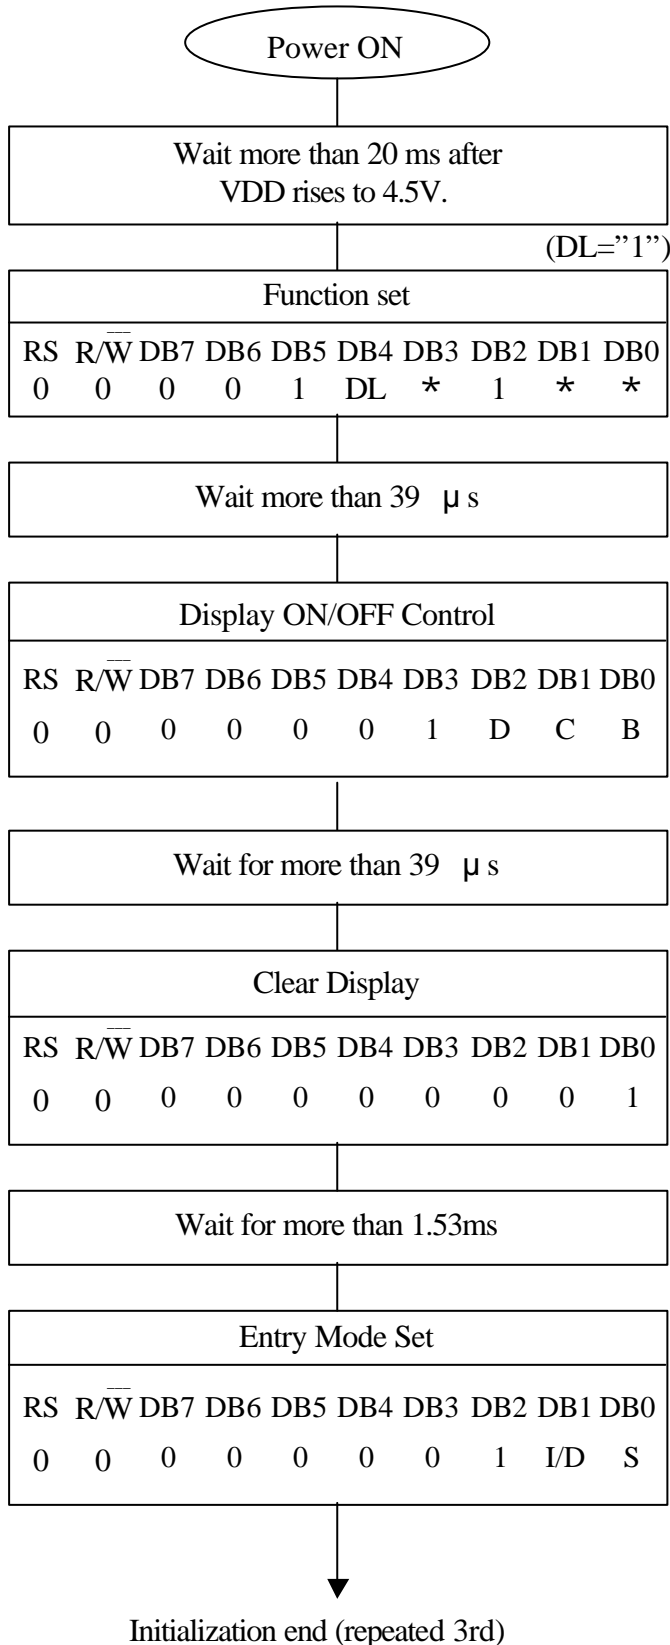 Power ON
Wait more than 20 ms after
VDD rises to 4.5V.
(DL=”1”)
Function set
RS R/W̅ DB7 DB6 DB5 DB4 DB3 DB2 DB1 DB0
0 0 0 0 1 DL * 1 * *
Wait more than 39 μ s
Display ON/OFF Control
RS R/W̅ DB7 DB6 DB5 DB4 DB3 DB2 DB1 DB0
0 0 0 0 0 0 1 D C B
Wait for more than 39 μ s
Clear Display
RS R/W̅ DB7 DB6 DB5 DB4 DB3 DB2 DB1 DB0
0 0 0 0 0 0 0 0 0 1
Wait for more than 1.53ms
Entry Mode Set
RS R/W̅ DB7 DB6 DB5 DB4 DB3 DB2 DB1 DB0
0 0 0 0 0 0 0 1 I/D S
Initialization end (repeated 3rd)